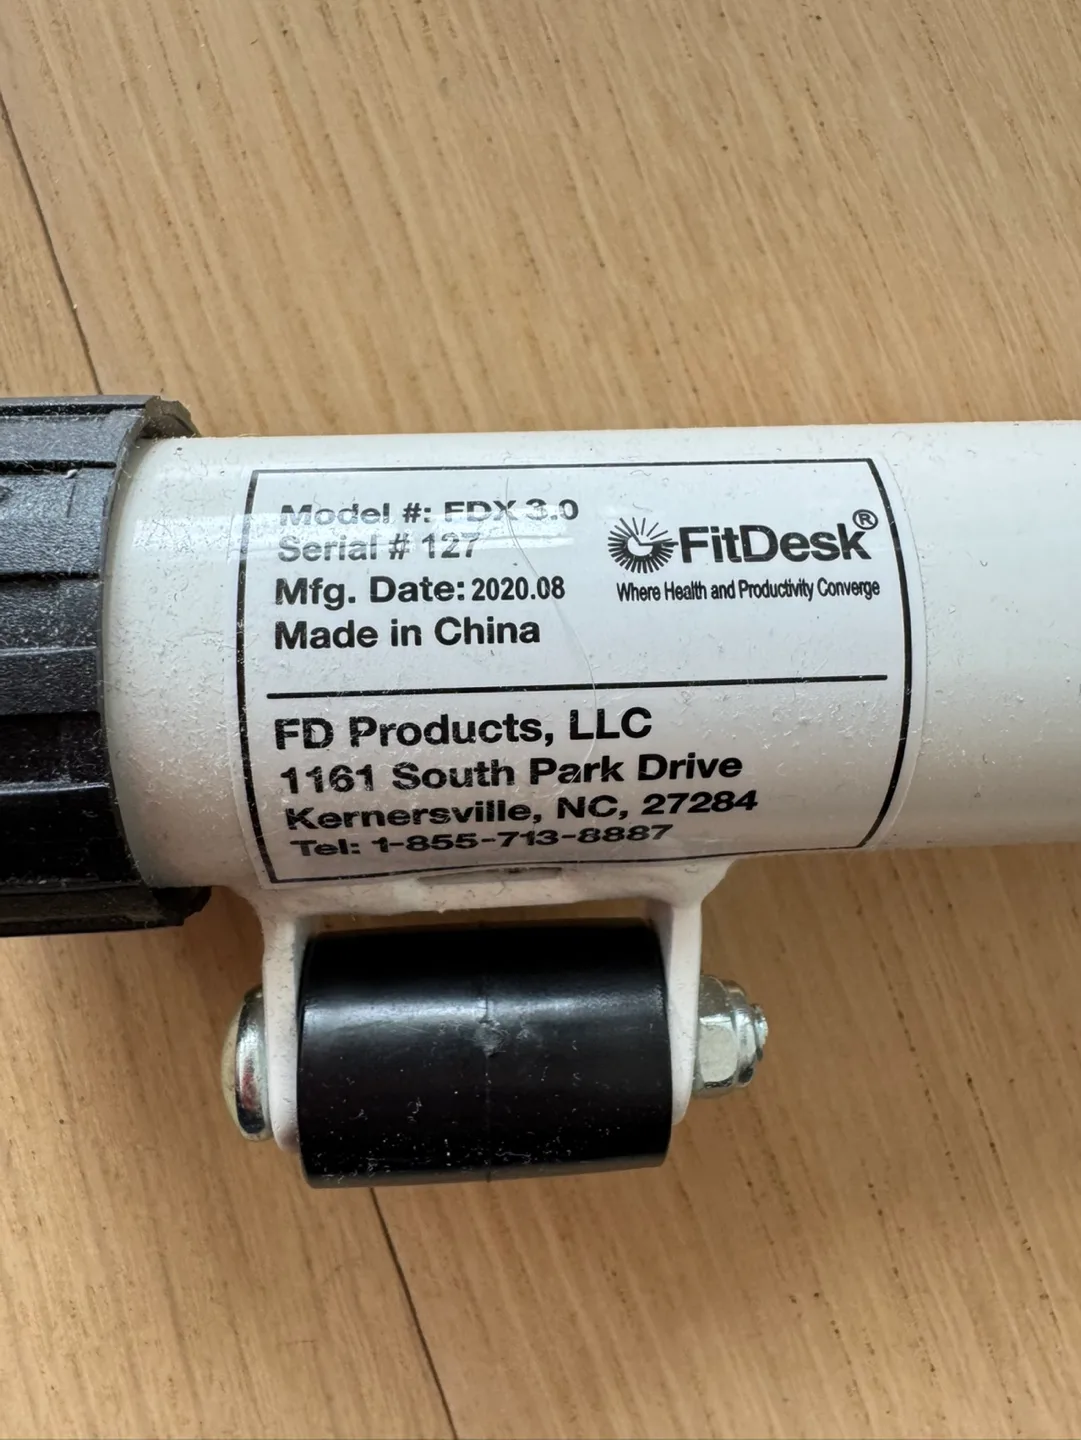 Model #: FDX 3.0
Serial # 127
Mfg. Date: 2020.08
Made in China
FitDesk®
Where Health and Productivity Converge
FD Products, LLC
1161 South Park Drive
Kernersville, NC, 27284
Tel: 1-855-713-8887